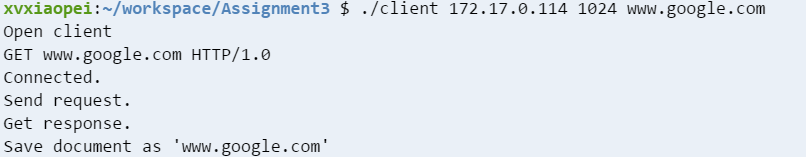 xvxiaopei:~/workspace/Assignment3 $ ./client 172.17.0.114 1024 www.google.com
Open client
GET www.google.com HTTP/1.0
Connected.
Send request.
Get response.
Save document as 'www.google.com'